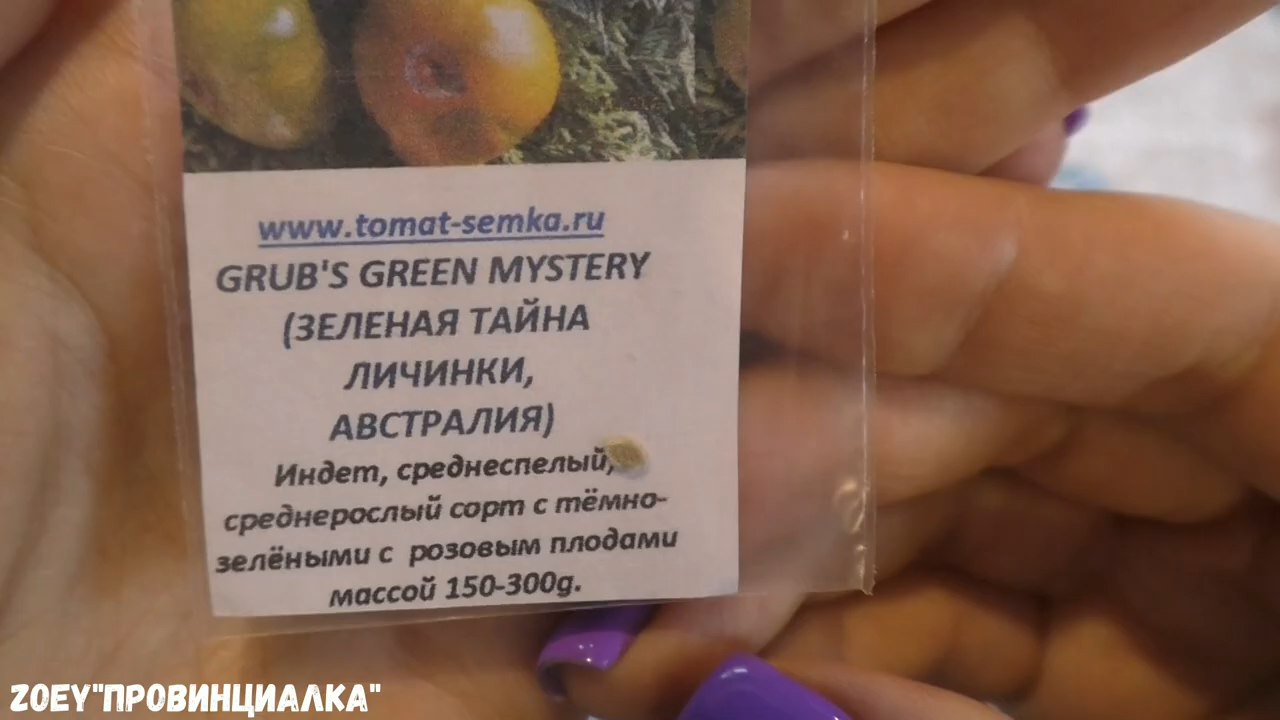 www.tomat-semka.ru
GRUB'S GREEN MYSTERY
(ЗЕЛЕНАЯ ТАЙНА
ЛИЧИНКИ,
АВСТРАЛИЯ)
Индет, среднеспелый,
среднерослый сорт с тёмно-
зелёными с розовым плодами
массой 150-300g.
ZOEY"ПРОВИНЦИАЛКА"